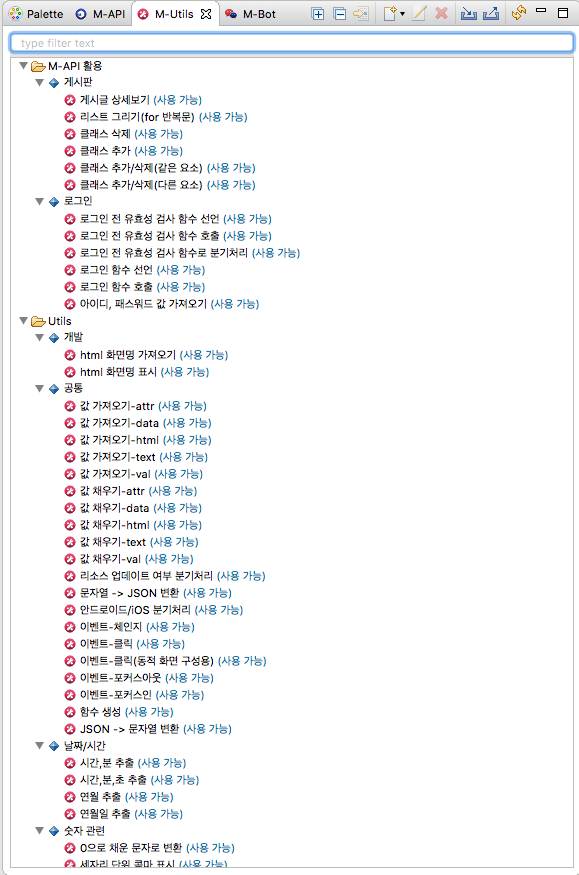 Palette M-API M-Utils M-Bot
type filter text
M-API 활용
게시판
게시글 상세보기 (사용 가능)
리스트 그리기(for 반복문) (사용 가능)
클래스 삭제 (사용 가능)
클래스 추가 (사용 가능)
클래스 추가/삭제(같은 요소) (사용 가능)
클래스 추가/삭제(다른 요소) (사용 가능)
로그인
로그인 전 유효성 검사 함수 선언 (사용 가능)
로그인 전 유효성 검사 함수 호출 (사용 가능)
로그인 전 유효성 검사 함수로 분기처리 (사용 가능)
로그인 함수 선언 (사용 가능)
로그인 함수 호출 (사용 가능)
아이디, 패스워드 값 가져오기 (사용 가능)
Utils
개발
html 화면명 가져오기 (사용 가능)
html 화면명 표시 (사용 가능)
공통
값 가져오기-attr (사용 가능)
값 가져오기-data (사용 가능)
값 가져오기-html (사용 가능)
값 가져오기-text (사용 가능)
값 가져오기-val (사용 가능)
값 채우기-attr (사용 가능)
값 채우기-data (사용 가능)
값 채우기-html (사용 가능)
값 채우기-text (사용 가능)
값 채우기-val (사용 가능)
리소스 업데이트 여부 분기처리 (사용 가능)
문자열 -> JSON 변환 (사용 가능)
안드로이드/iOS 분기처리 (사용 가능)
이벤트-체인지 (사용 가능)
이벤트-클릭 (사용 가능)
이벤트-클릭(동적 화면 구성용) (사용 가능)
이벤트-포커스아웃 (사용 가능)
이벤트-포커스인 (사용 가능)
함수 생성 (사용 가능)
JSON -> 문자열 변환 (사용 가능)
날짜/시간
시간,분 추출 (사용 가능)
시간,분,초 추출 (사용 가능)
연월 추출 (사용 가능)
연월일 추출 (사용 가능)
숫자 관련
0으로 채운 문자로 변환 (사용 가능)
세자리 단위 콤마 표시 (사용 가능)